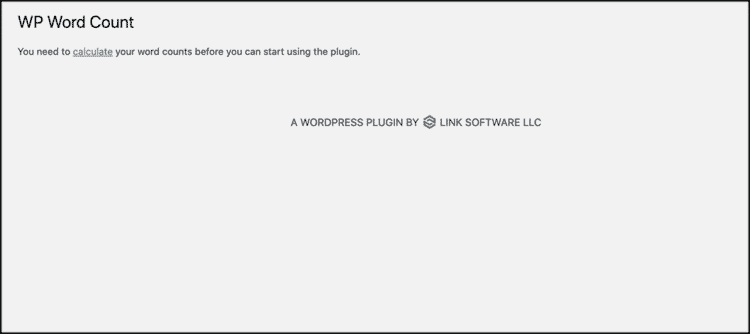 WP Word Count
You need to calculate your word counts before you can start using the plugin.
A WORDPRESS PLUGIN BY LINK SOFTWARE LLC